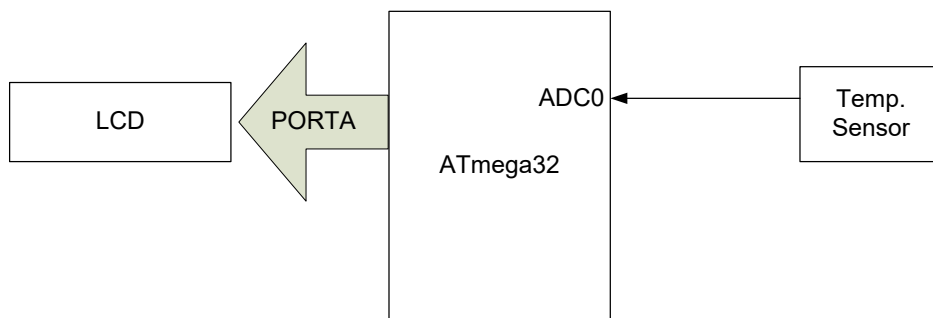 LCD
PORTA
ADC0
ATmega32
Temp.
Sensor